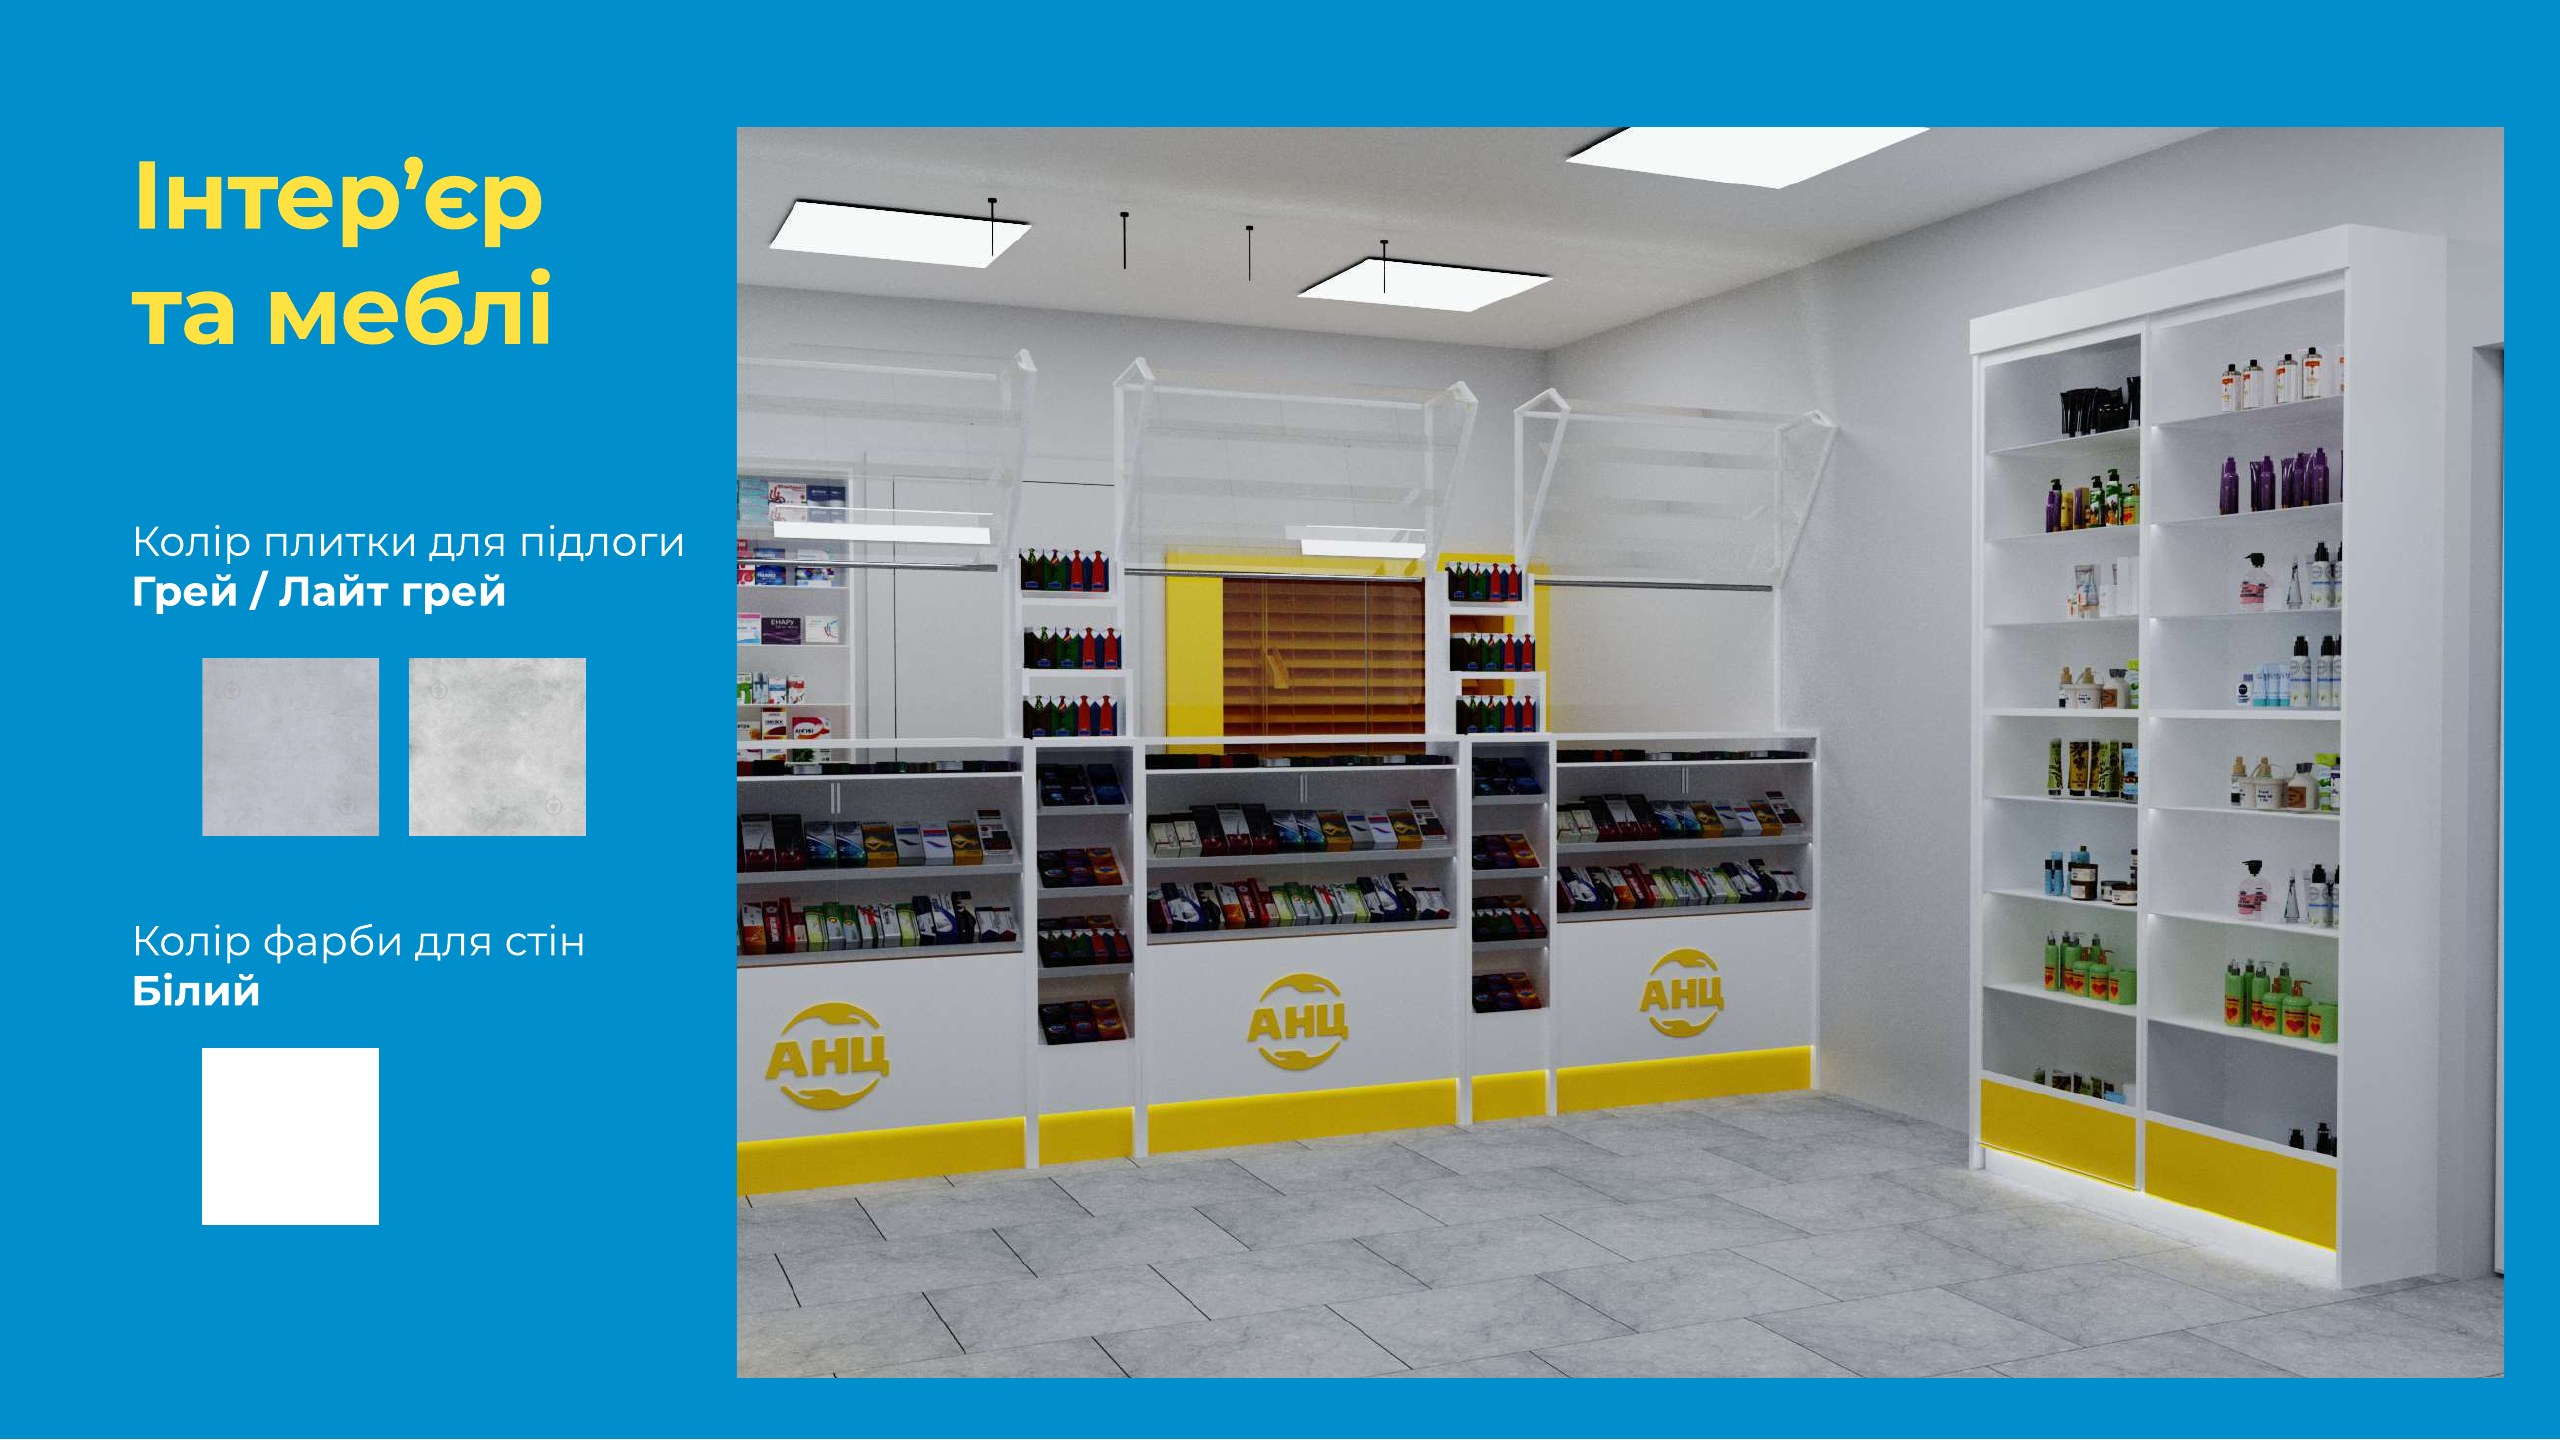 Інтер’єр
та меблі
Колір плитки для підлоги
Грей / Лайт грей
Колір фарби для стін
Білий
АНЦ
АНЦ
АНЦ